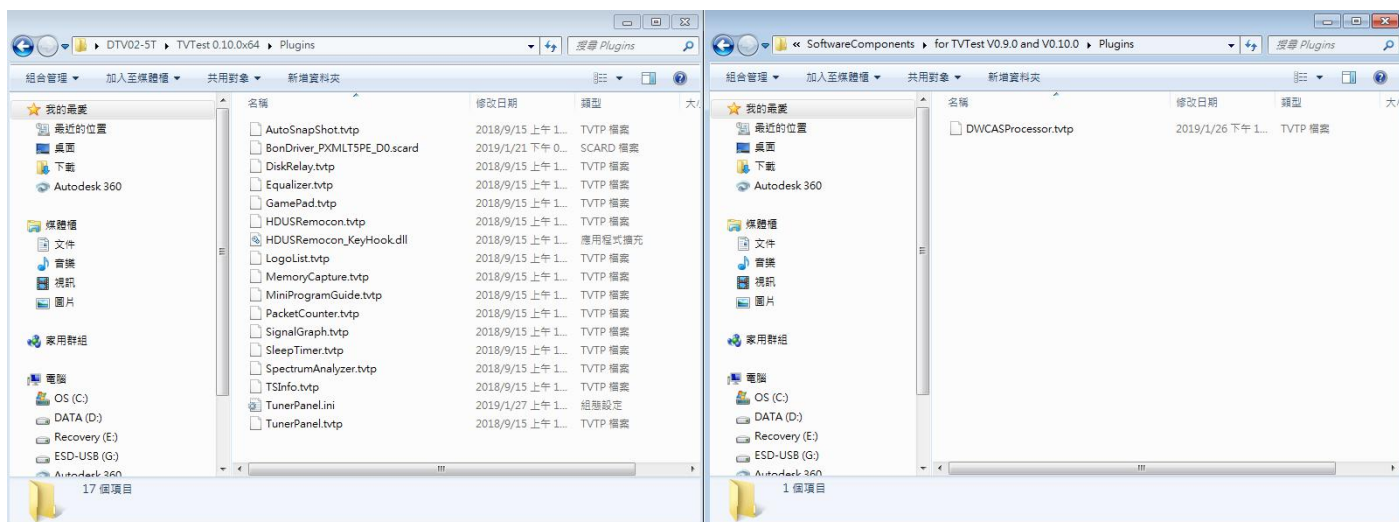 DTV02-5T ▸ TVTest 0.10.0x64 ▸ Plugins
搜尋 Plugins
組合管理 加入至媒體櫃 共用對象 新增資料夾
我的最愛
最近的位置
桌面
下載
Autodesk 360
媒體櫃
文件
音樂
視訊
圖片
家用群組
電腦
OS (C:)
DATA (D:)
Recovery (E:)
ESD-USB (G:)
Autodesk 360
名稱 修改日期 類型 大
AutoSnapShot.tvtp 2018/9/15 上午 1... TVTP 檔案
BonDriver_PXMLT5PE_D0.scard 2019/1/21 下午 0... SCARD 檔案
DiskRelay.tvtp 2018/9/15 上午 1... TVTP 檔案
Equalizer.tvtp 2018/9/15 上午 1... TVTP 檔案
GamePad.tvtp 2018/9/15 上午 1... TVTP 檔案
HDUSRemocon.tvtp 2018/9/15 上午 1... TVTP 檔案
HDUSRemocon_KeyHook.dll 2018/9/15 上午 1... 應用程式擴充
LogoList.tvtp 2018/9/15 上午 1... TVTP 檔案
MemoryCapture.tvtp 2018/9/15 上午 1... TVTP 檔案
MiniProgramGuide.tvtp 2018/9/15 上午 1... TVTP 檔案
PacketCounter.tvtp 2018/9/15 上午 1... TVTP 檔案
SignalGraph.tvtp 2018/9/15 上午 1... TVTP 檔案
SleepTimer.tvtp 2018/9/15 上午 1... TVTP 檔案
SpectrumAnalyzer.tvtp 2018/9/15 上午 1... TVTP 檔案
TSInfo.tvtp 2018/9/15 上午 1... TVTP 檔案
TunerPanel.ini 2019/1/27 上午 1... 組態設定
TunerPanel.tvtp 2018/9/15 上午 1... TVTP 檔案
17 個項目
« SoftwareComponents ▸ for TVTest V0.9.0 and V0.10.0 ▸ Plugins
搜尋 Plugins
組合管理 加入至媒體櫃 共用對象 新增資料夾
我的最愛
最近的位置
桌面
下載
Autodesk 360
媒體櫃
文件
音樂
視訊
圖片
家用群組
電腦
OS (C:)
DATA (D:)
Recovery (E:)
ESD-USB (G:)
Autodesk 360
名稱 修改日期 類型 大
DWCASProcessor.tvtp 2019/1/26 下午 1... TVTP 檔案
1 個項目